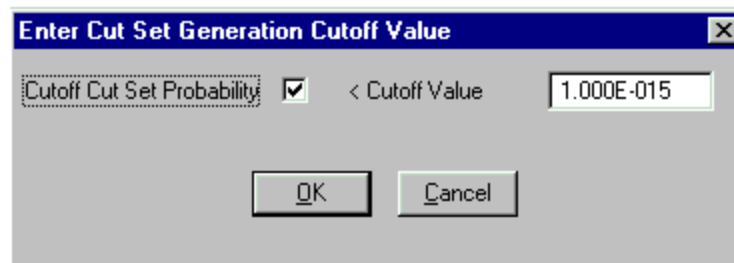 Enter Cut Set Generation Cutoff Value
Cutoff Cut Set Probability < Cutoff Value 1.000E-015
OK Cancel